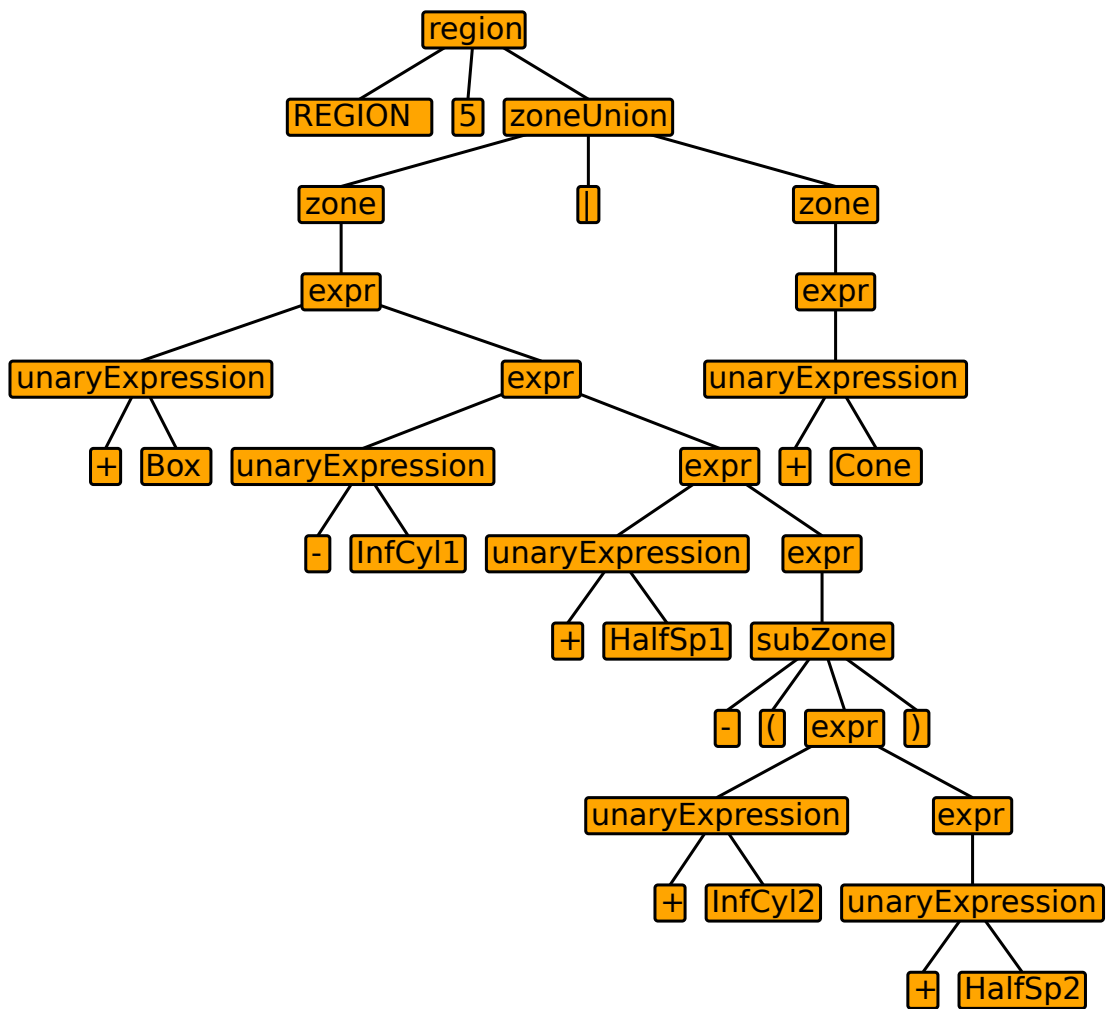 region
REGION 5 zoneUnion
zone | zone
expr expr
unaryExpression expr unaryExpression
+ Box unaryExpression expr + Cone
- InfCyl1 unaryExpression expr
+ HalfSp1 subZone
- ( expr )
unaryExpression expr
+ InfCyl2 unaryExpression
+ HalfSp2